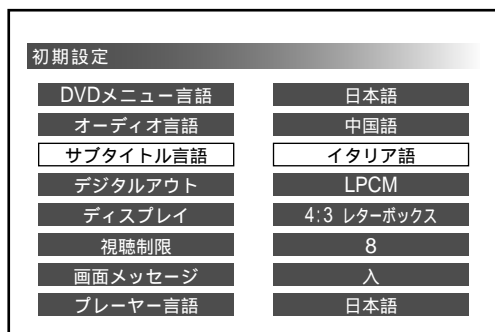 初期設定
DVDメニュー言語 日本語
オーディオ言語 中国語
サブタイトル言語 イタリア語
デジタルアウト LPCM
ディスプレイ 4:3 レターボックス
視聴制限 8
画面メッセージ 入
プレーヤー言語 日本語